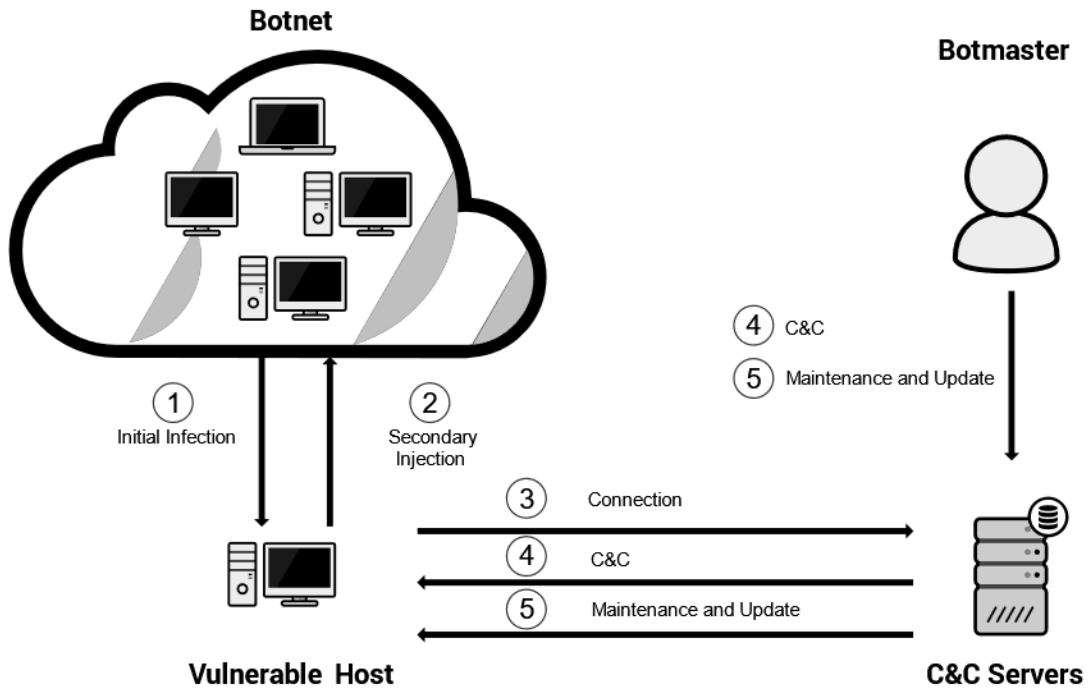 Botnet
Botmaster
4 C&C
5 Maintenance and Update
1
Initial Infection
2
Secondary
Injection
3 Connection
4 C&C
5 Maintenance and Update
Vulnerable Host
C&C Servers